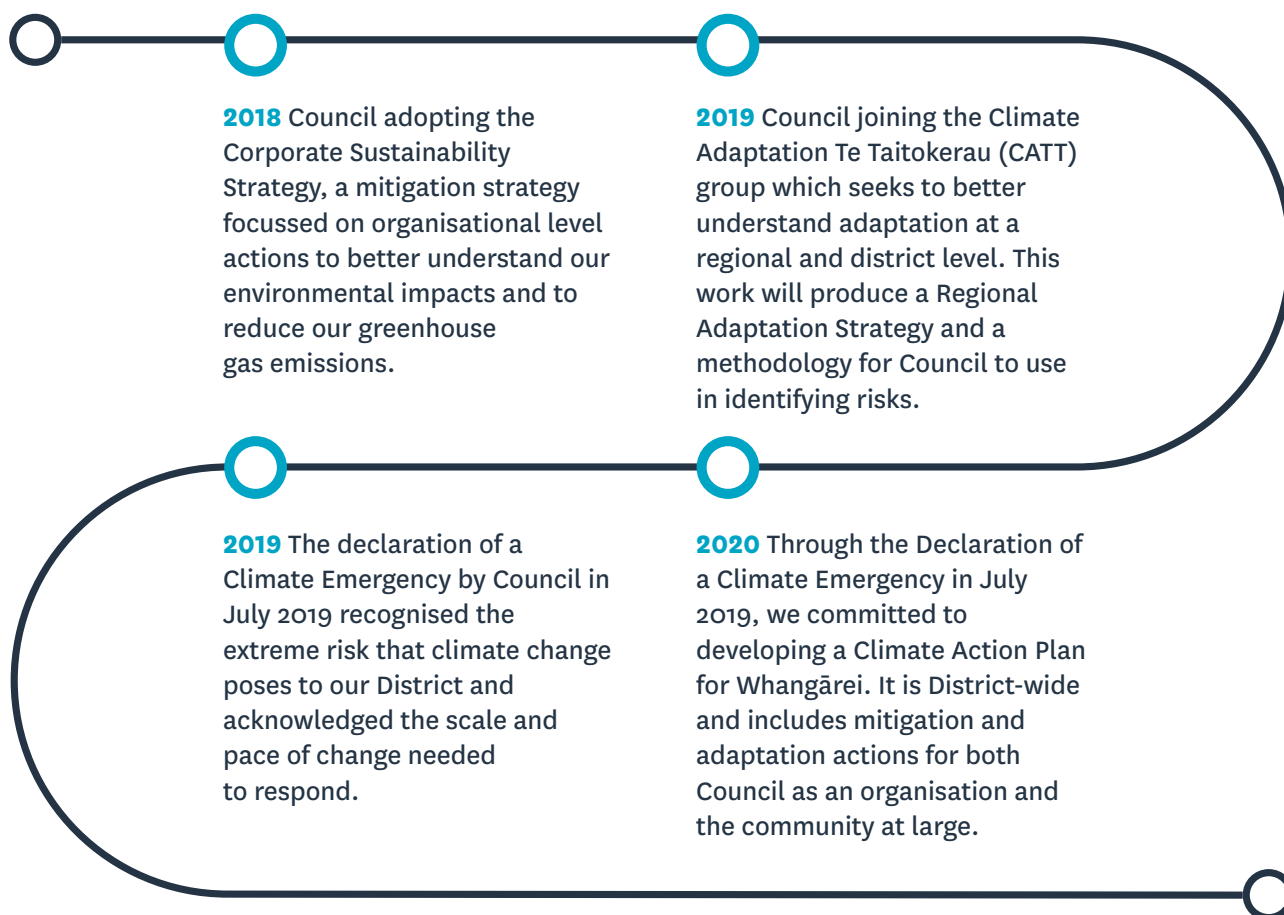 2018 Council adopting the
Corporate Sustainability
Strategy, a mitigation strategy
focussed on organisational level
actions to better understand our
environmental impacts and to
reduce our greenhouse
gas emissions.
2019 Council joining the Climate
Adaptation Te Taitokerau (CATT)
group which seeks to better
understand adaptation at a
regional and district level. This
work will produce a Regional
Adaptation Strategy and a
methodology for Council to use
in identifying risks.
2019 The declaration of a
Climate Emergency by Council in
July 2019 recognised the
extreme risk that climate change
poses to our District and
acknowledged the scale and
pace of change needed
to respond.
2020 Through the Declaration of
a Climate Emergency in July
2019, we committed to
developing a Climate Action Plan
for Whangārei. It is District-wide
and includes mitigation and
adaptation actions for both
Council as an organisation and
the community at large.